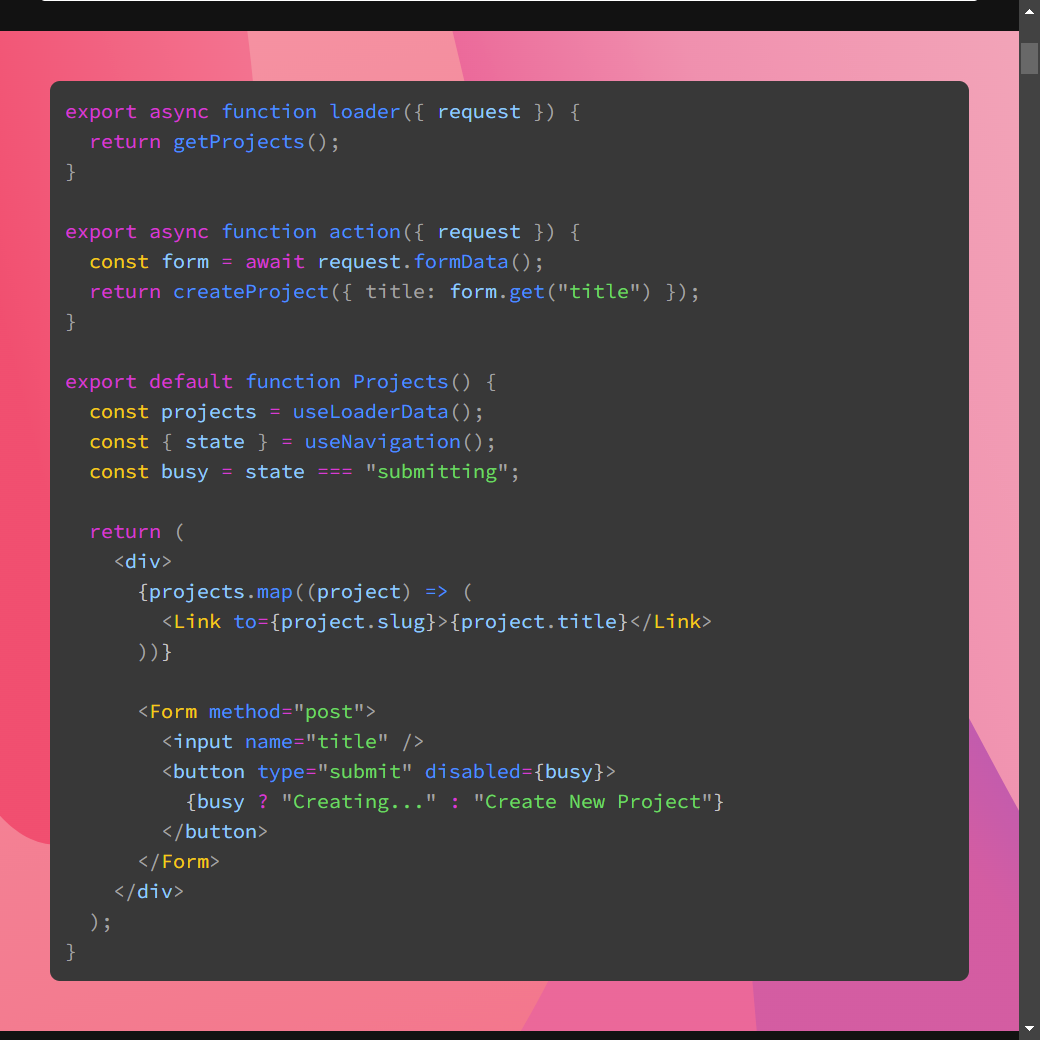 export async function loader({ request }) {
  return getProjects();
}

export async function action({ request }) {
  const form = await request.formData();
  return createProject({ title: form.get("title") });
}

export default function Projects() {
  const projects = useLoaderData();
  const { state } = useNavigation();
  const busy = state === "submitting";

  return (
    <div>
      {projects.map((project) => (
        <Link to={project.slug}>{project.title}</Link>
      ))}

      <Form method="post">
        <input name="title" />
        <button type="submit" disabled={busy}>
          {busy ? "Creating..." : "Create New Project"}
        </button>
      </Form>
    </div>
  );
}